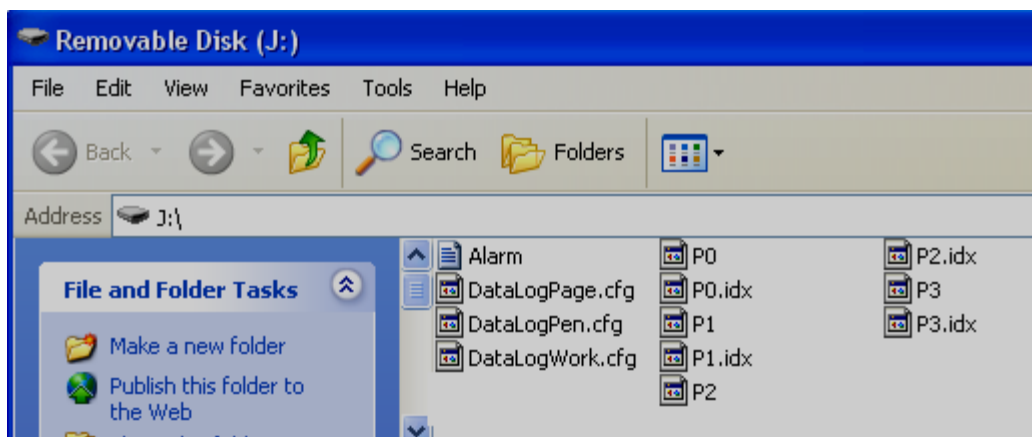 Removable Disk (J:)
File Edit View Favorites Tools Help
Back Search Folders
Address J:\
File and Folder Tasks
Make a new folder
Publish this folder to
the Web
Alarm
DataLogPage.cfg
DataLogPen.cfg
DataLogWork.cfg
P0
P0.idx
P1
P1.idx
P2
P2.idx
P3
P3.idx